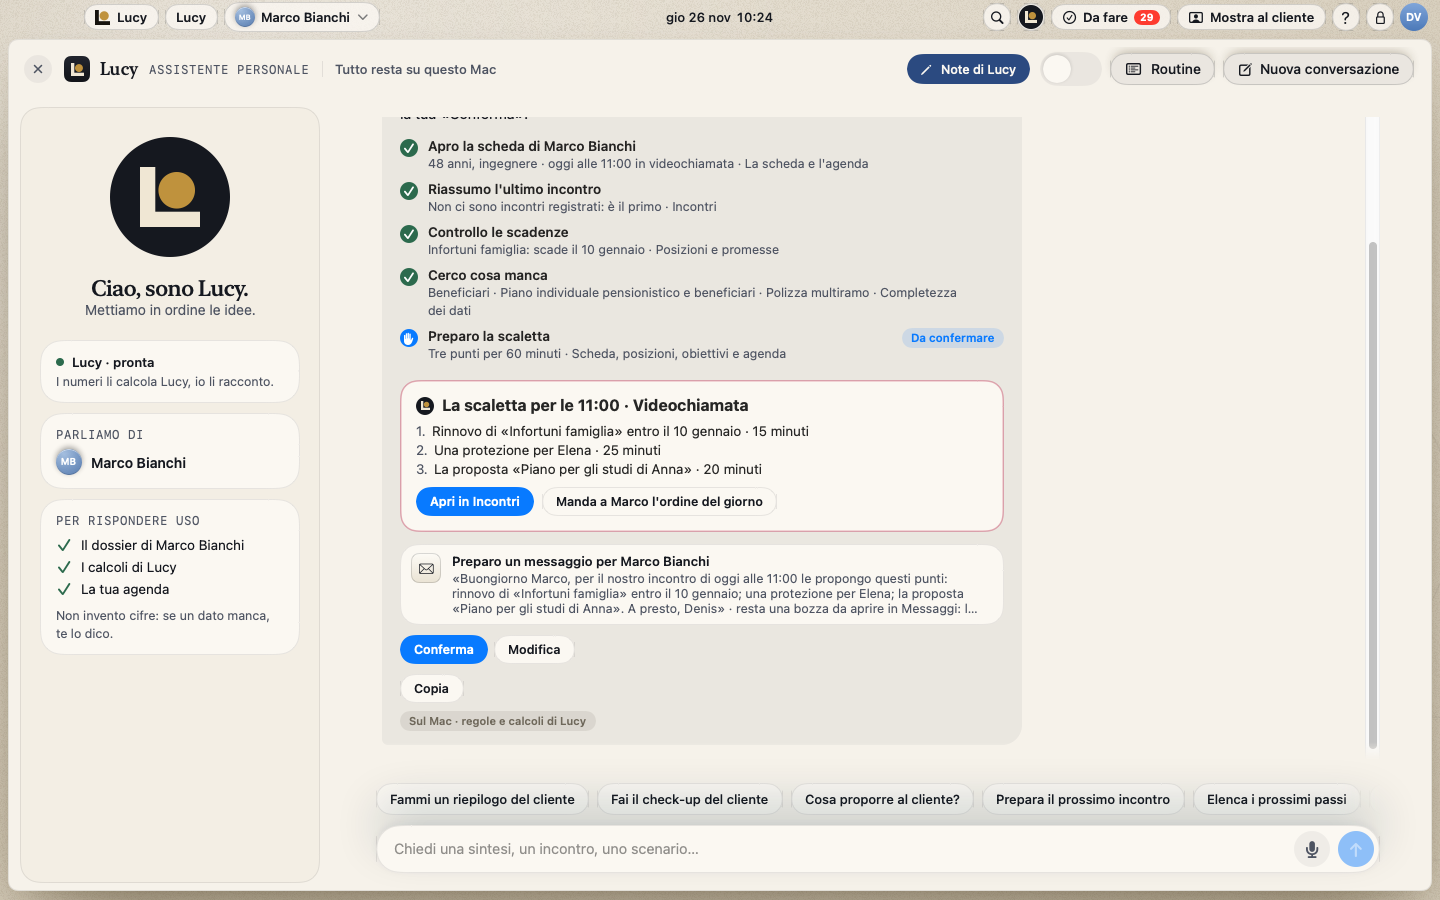 Lucy
Lucy
MB Marco Bianchi
gio 26 nov 10:24
Da fare 29
Mostra al cliente
?
DV
Lucy ASSISTENTE PERSONALE
Tutto resta su questo Mac
Note di Lucy
Routine
Nuova conversazione
Ciao, sono Lucy.
Mettiamo in ordine le idee.
Lucy · pronta
I numeri li calcola Lucy, io li racconto.
PARLIAMO DI
MB Marco Bianchi
PER RISPONDERE USO
Il dossier di Marco Bianchi
I calcoli di Lucy
La tua agenda
Non invento cifre: se un dato manca,
te lo dico.
la tua «Conferma».
Apro la scheda di Marco Bianchi
48 anni, ingegnere · oggi alle 11:00 in videochiamata · La scheda e l'agenda
Riassumo l'ultimo incontro
Non ci sono incontri registrati: è il primo · Incontri
Controllo le scadenze
Infortuni famiglia: scade il 10 gennaio · Posizioni e promesse
Cerco cosa manca
Beneficiari · Piano individuale pensionistico e beneficiari · Polizza multiramo · Completezza
dei dati
Preparo la scaletta
Da confermare
Tre punti per 60 minuti · Scheda, posizioni, obiettivi e agenda
La scaletta per le 11:00 · Videochiamata
1. Rinnovo di «Infortuni famiglia» entro il 10 gennaio · 15 minuti
2. Una protezione per Elena · 25 minuti
3. La proposta «Piano per gli studi di Anna» · 20 minuti
Apri in Incontri
Manda a Marco l'ordine del giorno
Preparo un messaggio per Marco Bianchi
«Buongiorno Marco, per il nostro incontro di oggi alle 11:00 le propongo questi punti:
rinnovo di «Infortuni famiglia» entro il 10 gennaio; una protezione per Elena; la proposta
«Piano per gli studi di Anna». A presto, Denis» · resta una bozza da aprire in Messaggi: l...
Conferma
Modifica
Copia
Sul Mac · regole e calcoli di Lucy
Fammi un riepilogo del cliente
Fai il check-up del cliente
Cosa proporre al cliente?
Prepara il prossimo incontro
Elenca i prossimi passi
Chiedi una sintesi, un incontro, uno scenario...